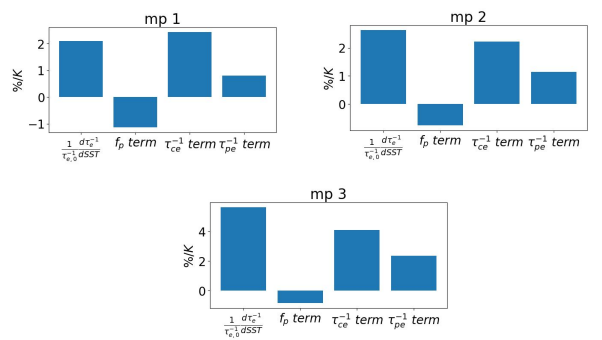 mp 1
%/K
2
1
0
−1
$\frac{1}{\tau_{e,0}^{-1}}\frac{d\tau_e^{-1}}{dSST}$ $f_p$ term $\tau_{ce}^{-1}$ term $\tau_{pe}^{-1}$ term
mp 2
%/K
2
1
0
$\frac{1}{\tau_{e,0}^{-1}}\frac{d\tau_e^{-1}}{dSST}$ $f_p$ term $\tau_{ce}^{-1}$ term $\tau_{pe}^{-1}$ term
mp 3
%/K
4
2
0
$\frac{1}{\tau_{e,0}^{-1}}\frac{d\tau_e^{-1}}{dSST}$ $f_p$ term $\tau_{ce}^{-1}$ term $\tau_{pe}^{-1}$ term